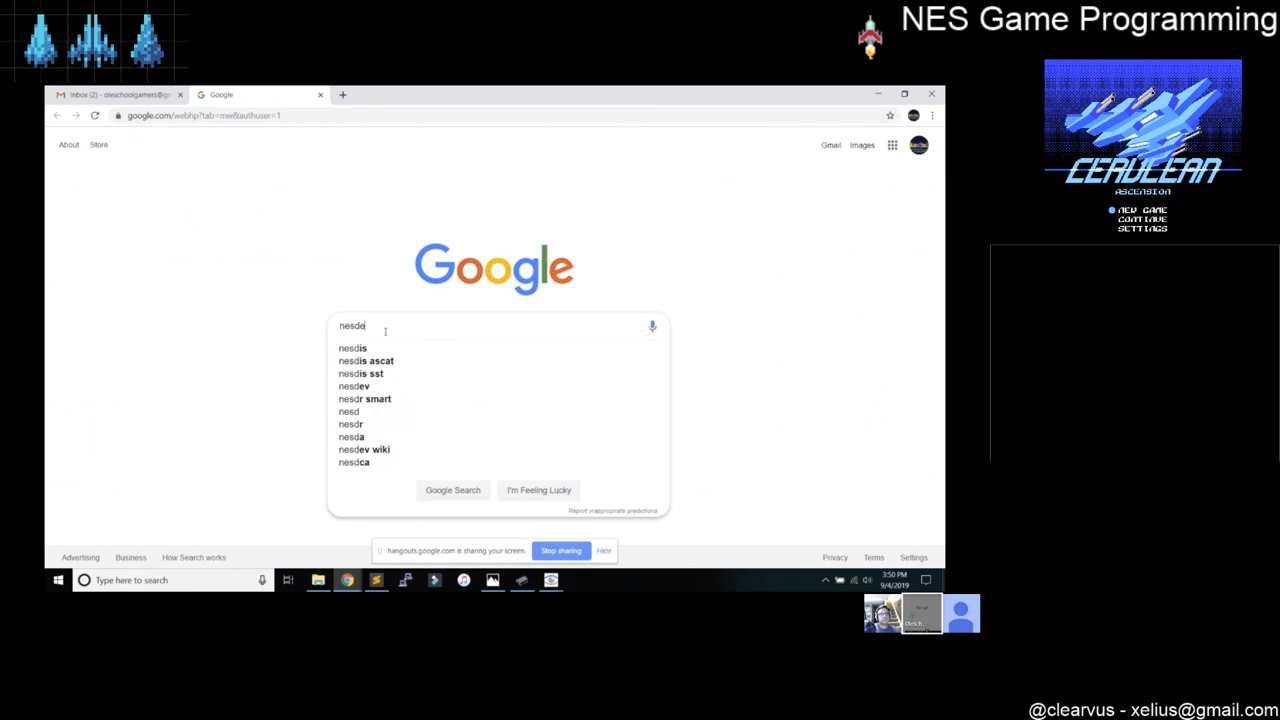 NES Game Programming
Inbox (2) - oleschoolgamers@g
Google
google.com/webhp?tab=mw&authuser=1
About
Store
Gmail
Images
Google
nesde
nesdis
nesdis ascat
nesdis sst
nesdev
nesdr smart
nesd
nesdr
nesda
nesdev wiki
nesdca
Google Search
I'm Feeling Lucky
Report inappropriate predictions
hangouts.google.com is sharing your screen.
Stop sharing
Hide
Advertising
Business
How Search works
Privacy
Terms
Settings
Type here to search
3:50 PM
9/4/2019
CERULEAN
ASCENSION
NEW GAME
CONTINUE
SETTINGS
@clearvus - xelius@gmail.com